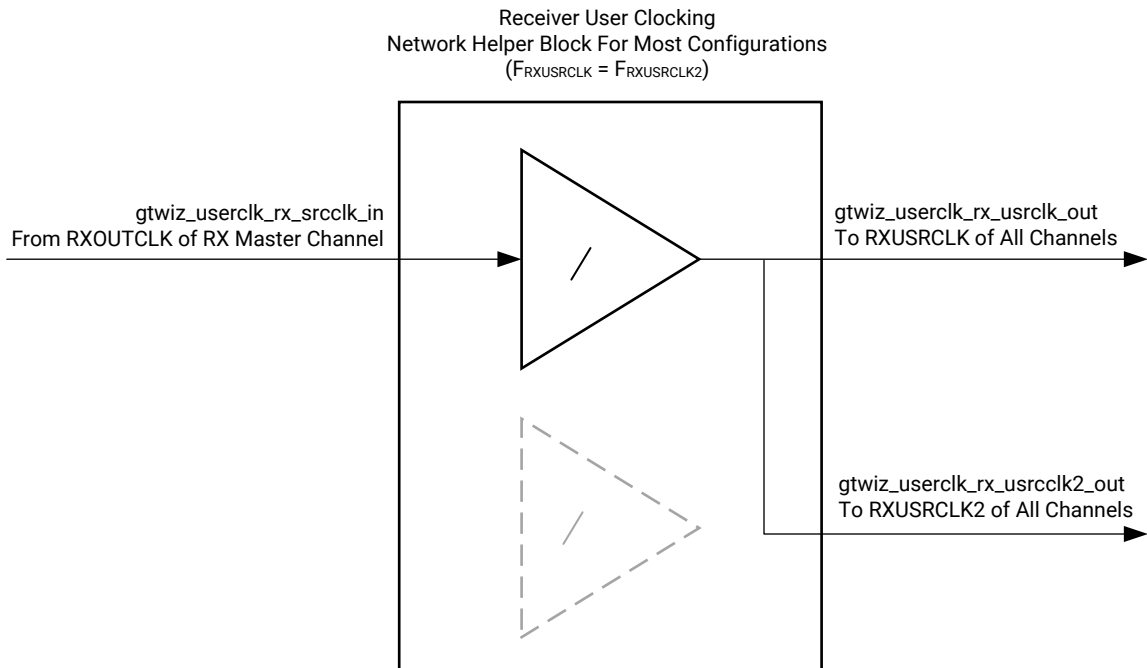 Receiver User Clocking
Network Helper Block For Most Configurations
(FRXUSRCLK = FRXUSRCLK2)
gtwiz_userclk_rx_srcclk_in
From RXOUTCLK of RX Master Channel
gtwiz_userclk_rx_usrclk_out
To RXUSRCLK of All Channels
/
gtwiz_userclk_rx_usrcclk2_out
To RXUSRCLK2 of All Channels
/